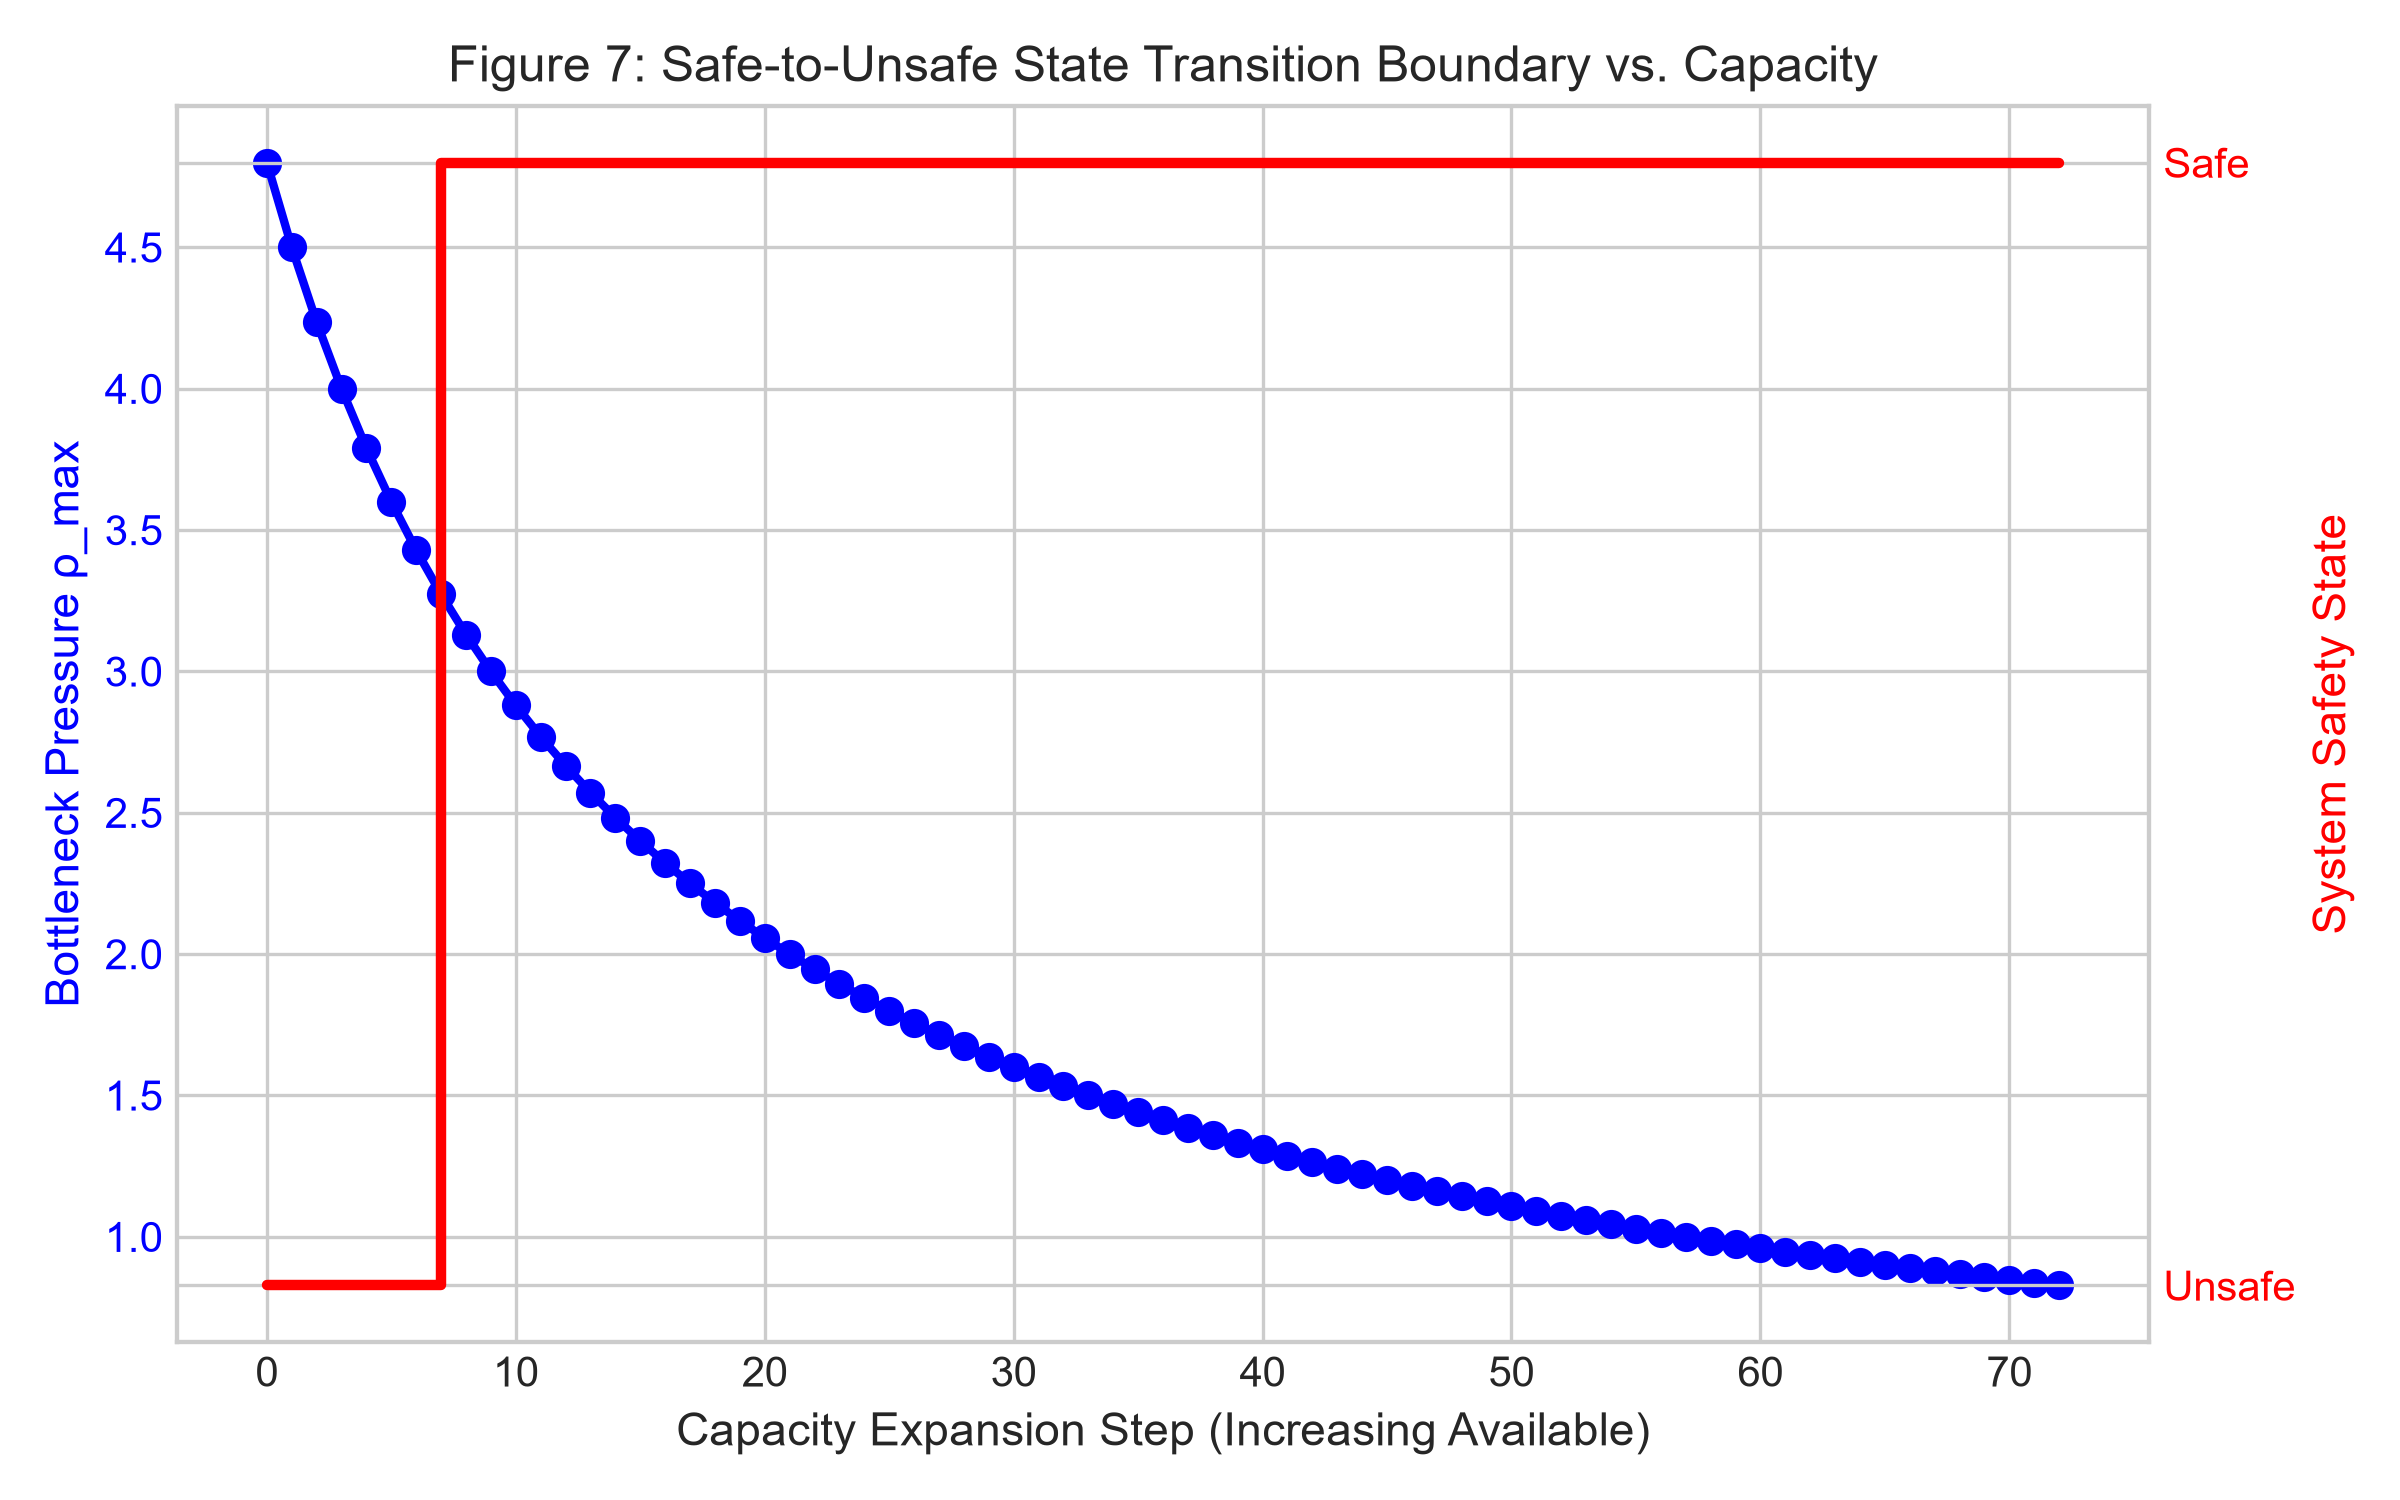 Figure 7: Safe-to-Unsafe State Transition Boundary vs. Capacity
Bottleneck Pressure ρ_max
4.5
4.0
3.5
3.0
2.5
2.0
1.5
1.0
Safe
Unsafe
System Safety State
0 10 20 30 40 50 60 70
Capacity Expansion Step (Increasing Available)